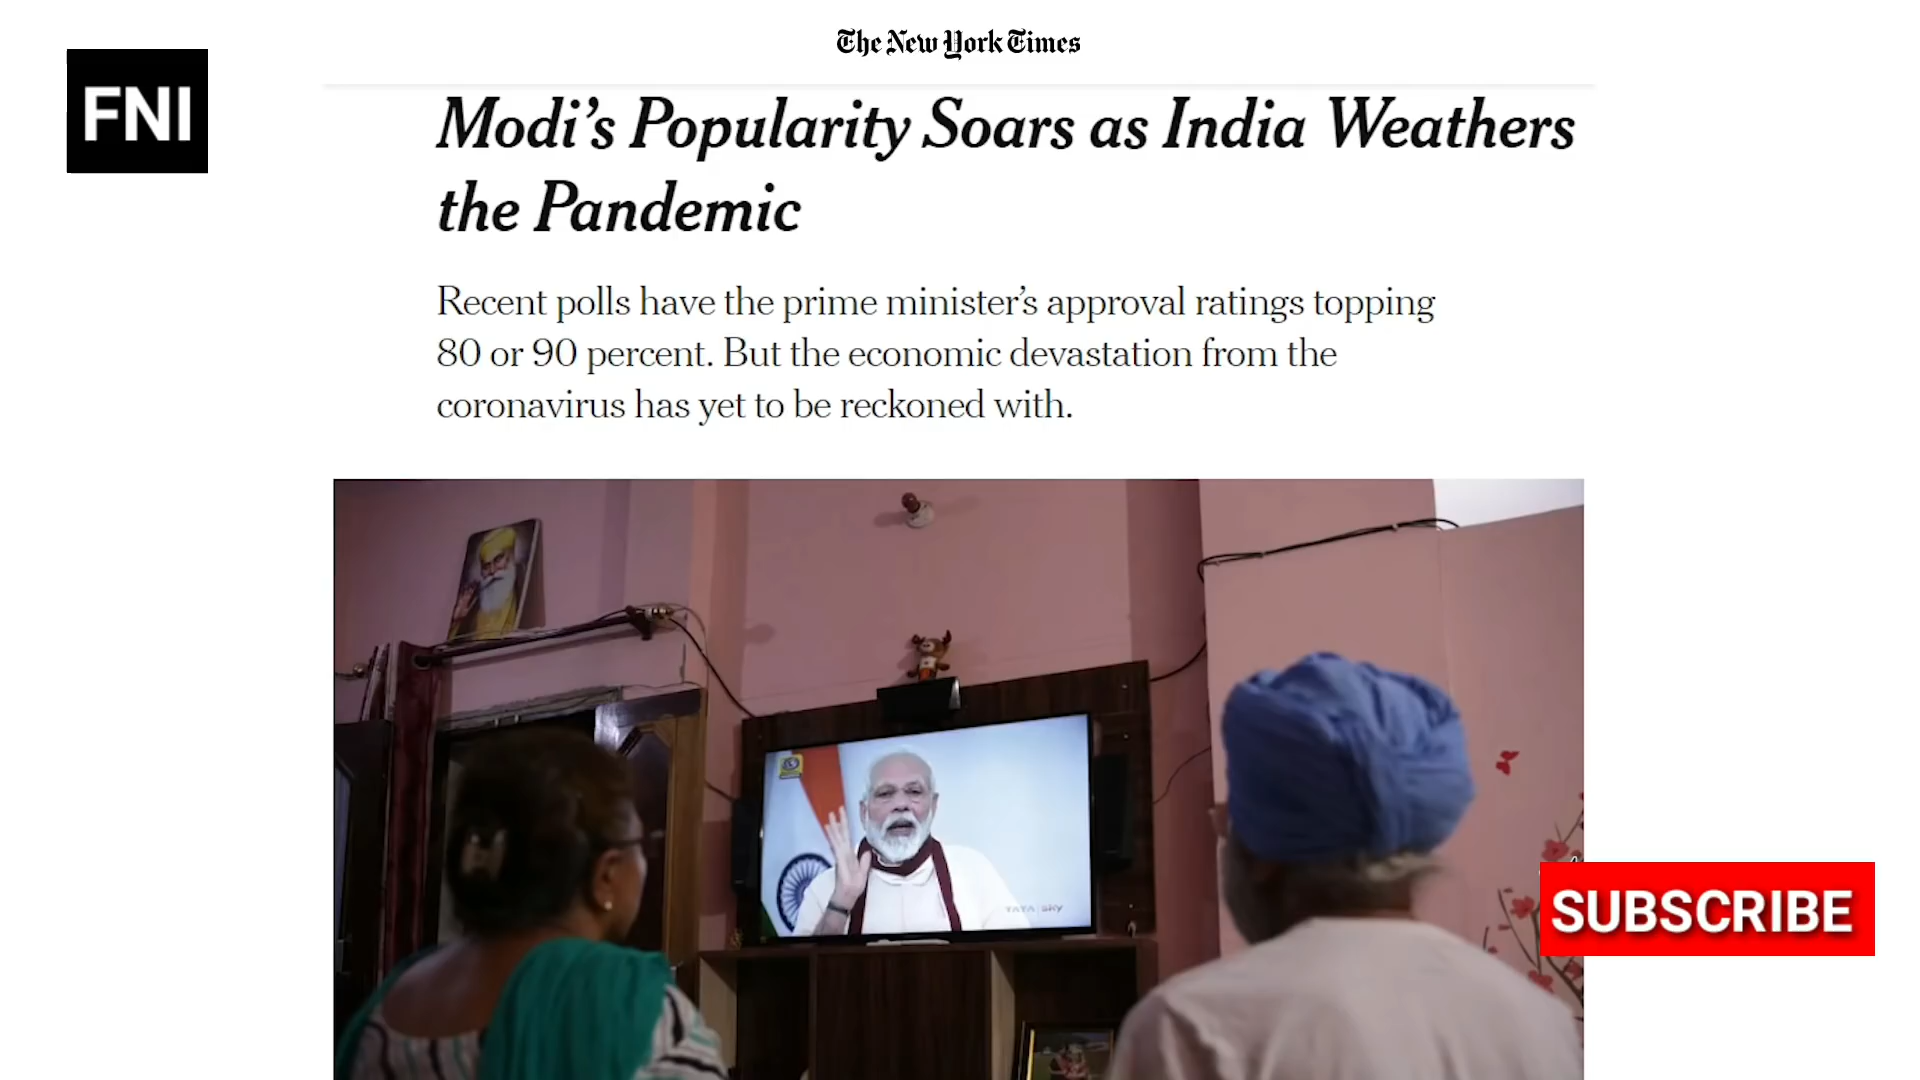 The New York Times
FNI
Modi's Popularity Soars as India Weathers
the Pandemic
Recent polls have the prime minister's approval ratings topping
80 or 90 percent. But the economic devastation from the
coronavirus has yet to be reckoned with.
TATA sky
SUBSCRIBE